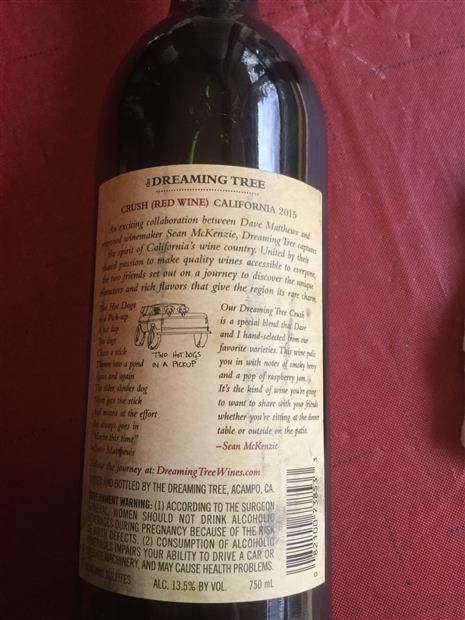 the DREAMING TREE
CRUSH (RED WINE) CALIFORNIA 2015
An exciting collaboration between Dave Matthews and
winemaker Sean McKenzie, Dreaming Tree captures
the spirit of California's wine country. United by their
shared passion to make quality wines accessible to everyone,
the two friends set out on a journey to discover the unique
characters and rich flavors that give the region its rare charm.
Two Hot Dogs
in a Pick-up
A hot day
Two dogs
Chase a stick
Thrown into a pond
Again and again
The older, slower dog
Never gets the stick
And moans at the effort
But always goes in
"Maybe this time,"
-Dave Matthews
"TWO HOT DOGS
IN A PICKUP"
Our Dreaming Tree Crush
is a special blend that Dave
and I hand-selected from our
favorite varieties. This wine pulls
you in with notes of smoky berry
and a pop of raspberry jam.
It's the kind of wine you're going
to want to share with your friends
whether you're sitting at the dinner
table or outside on the patio.
-Sean McKenzie
Follow the journey at: DreamingTreeWines.com
AND BOTTLED BY THE DREAMING TREE, ACAMPO, CA.
GOVERNMENT WARNING: (1) ACCORDING TO THE SURGEON
GENERAL, WOMEN SHOULD NOT DRINK ALCOHOLIC
BEVERAGES DURING PREGNANCY BECAUSE OF THE RISK
OF BIRTH DEFECTS. (2) CONSUMPTION OF ALCOHOLIC
BEVERAGES IMPAIRS YOUR ABILITY TO DRIVE A CAR OR
OPERATE MACHINERY, AND MAY CAUSE HEALTH PROBLEMS.
CONTAINS SULFITES
ALC. 13.5% BY VOL. 750 mL
0 82100 73853 3